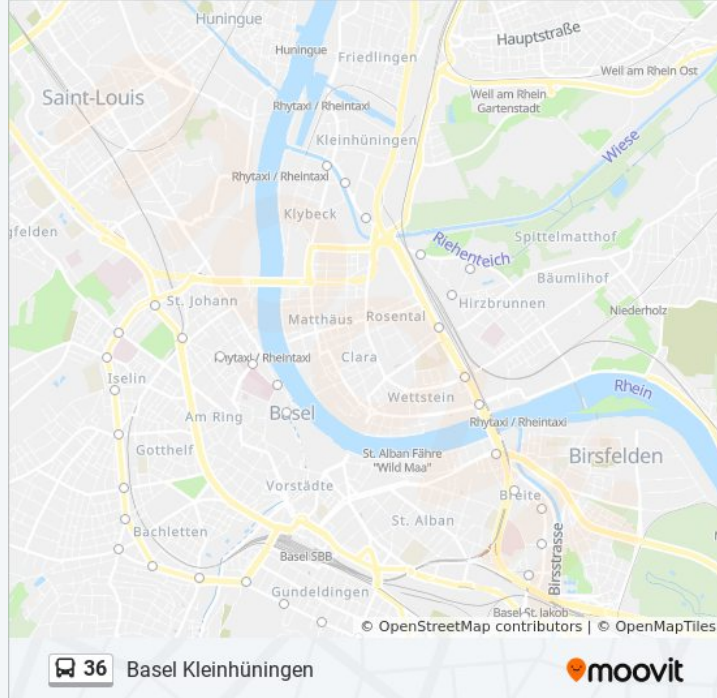 Huningue
Hauptstraße
Huningue
Friedlingen
Weil am Rhein Ost
Saint-Louis
Weil am Rhein
Gartenstadt
Rhytaxi / Rheintaxi
Kleinhüningen
Wiese
Rhytaxi / Rheintaxi
Klybeck
gfelden
Riehenteich
Spittelmatthof
Bäumlihof
St. Johann
Hirzbrunnen
Niederholz
Matthäus
Rosental
Rhytaxi / Rheintaxi
Clara
Iselin
Rhein
Wettstein
Am Ring
Basel
Rhytaxi / Rheintaxi
Gotthelf
St. Alban Fähre
"Wild Maa"
Birsfelden
Vorstädte
Breite
St. Alban
Bachletten
Birsstrasse
Basel SBB
Gundeldingen
Basel St. Jakob
© OpenStreetMap contributors | © OpenMapTiles
36 Basel Kleinhüningen
moovit